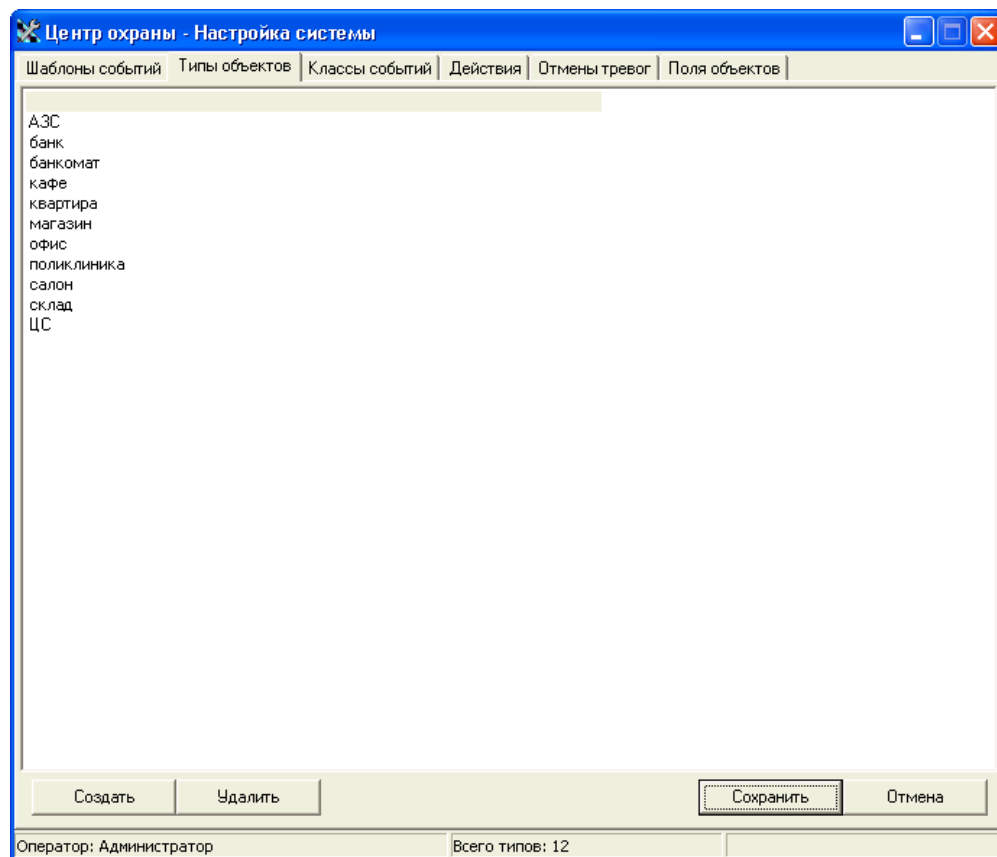 Центр охраны - Настройка системы
Шаблоны событий Типы объектов Классы событий Действия Отмены тревог Поля объектов
АЗС
банк
банкомат
кафе
квартира
магазин
офис
поликлиника
салон
склад
ЦС
Создать Удалить Сохранить Отмена
Оператор: Администратор Всего типов: 12